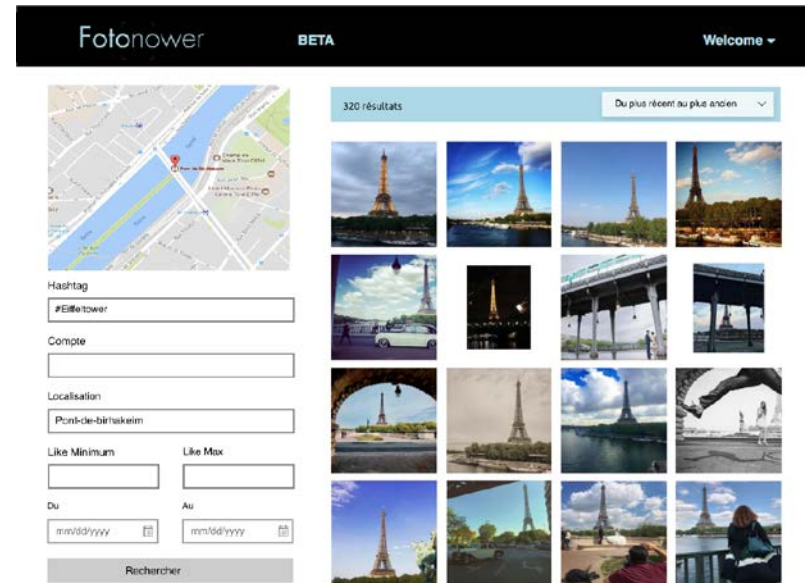 Fotonower BETA Welcome
320 résultats
Du plus récent au plus ancien
Hashtag
#Eiffeltower
Compte
Localisation
Pont-de-birhakeim
Like Minimum
Like Max
Du
Au
mm/dd/yyyy
mm/dd/yyyy
Rechercher